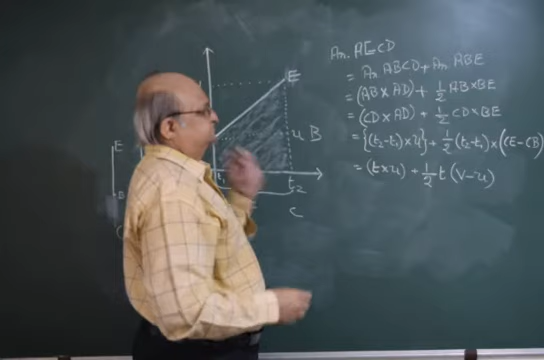 Ar. AECD
= Ar. ABCD + Ar. ABE
= (AB×AD) + 1/2 AB×BE
= (CD×AD) + 1/2 CD×BE
= {(t2-t1)×u} + 1/2 (t2-t1)×(CE-CB)
= (t×u) + 1/2 t(v-u)
E
u B
t2
C
E
B